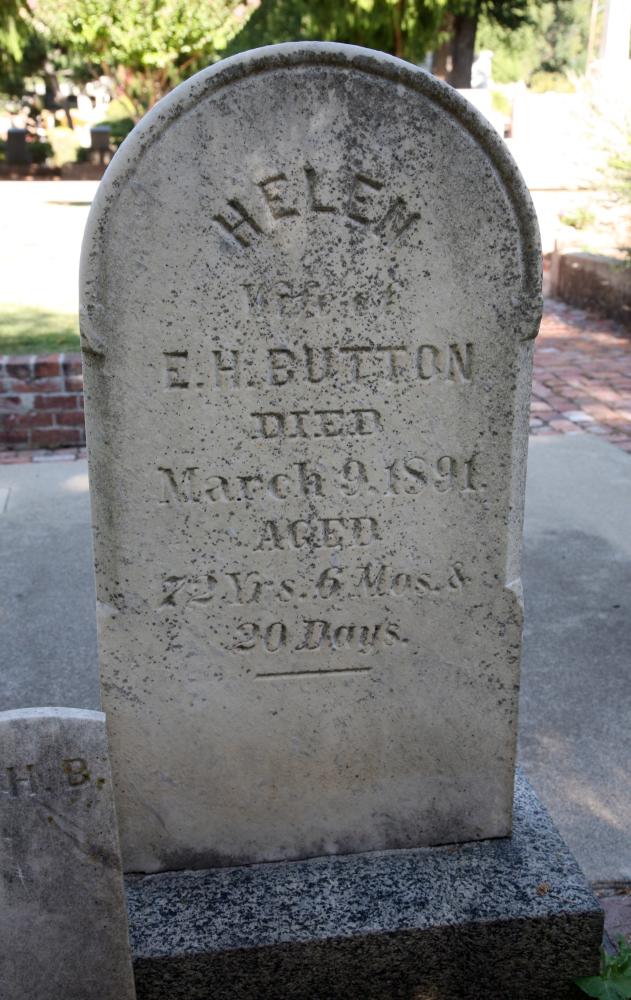 HELEN
Wife of
E. H. BUTTON
DIED
March 9. 1891.
AGED
72 Yrs. 6 Mos. &
20 Days.
H. B.